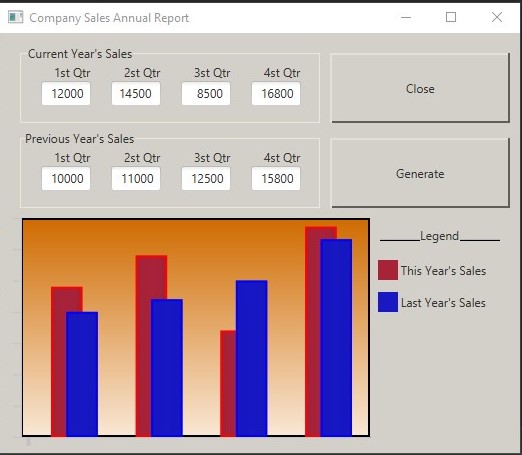 Company Sales Annual Report
Current Year's Sales
1st Qtr 2st Qtr 3st Qtr 4st Qtr
12000 14500 8500 16800
Close
Previous Year's Sales
1st Qtr 2st Qtr 3st Qtr 4st Qtr
10000 11000 12500 15800
Generate
Legend
This Year's Sales
Last Year's Sales